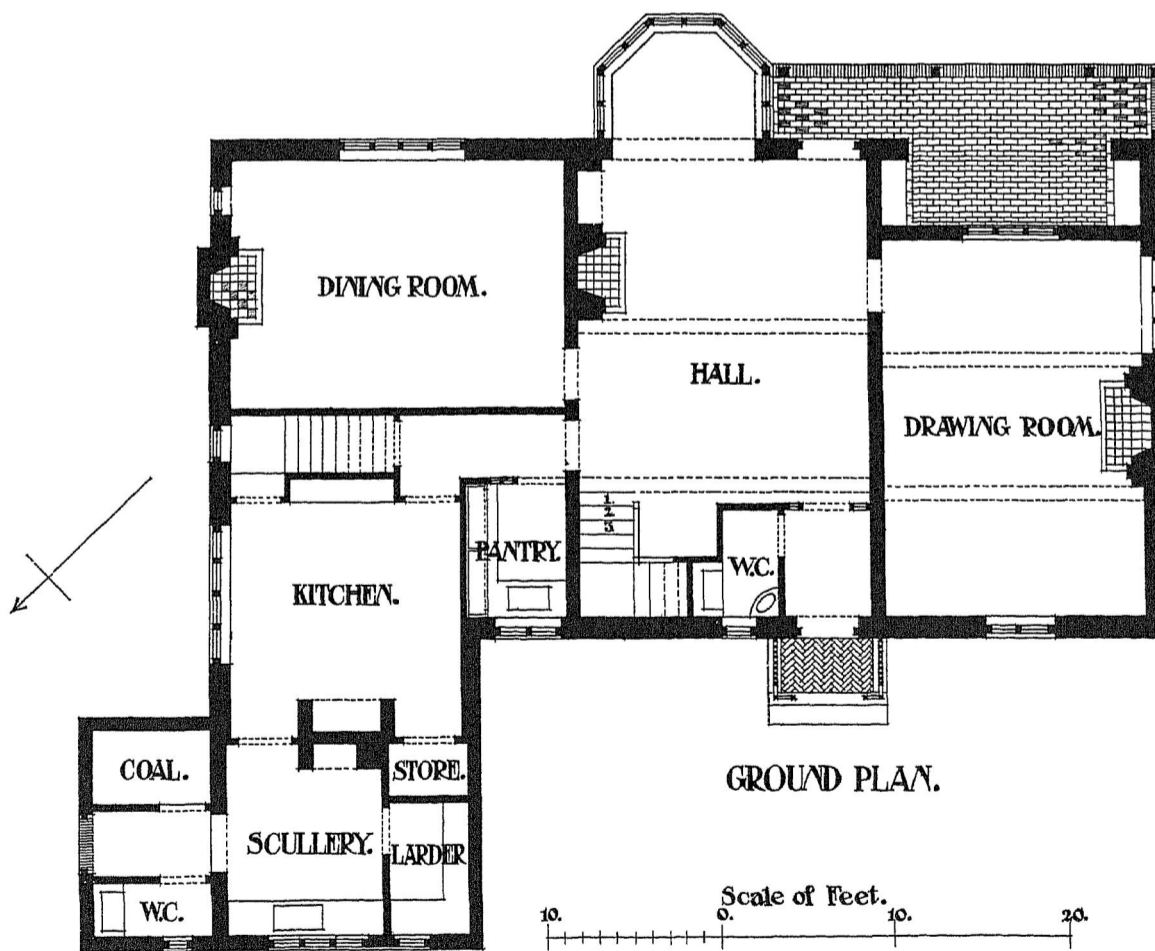 DINING ROOM.
HALL.
DRAWING ROOM.
1.
2.
3.
PANTRY.
W.C.
KITCHEN.
COAL.
STORE.
SCULLERY.
LARDER
W.C.
GROUND PLAN.
Scale of Feet.
10. 0. 10. 20.